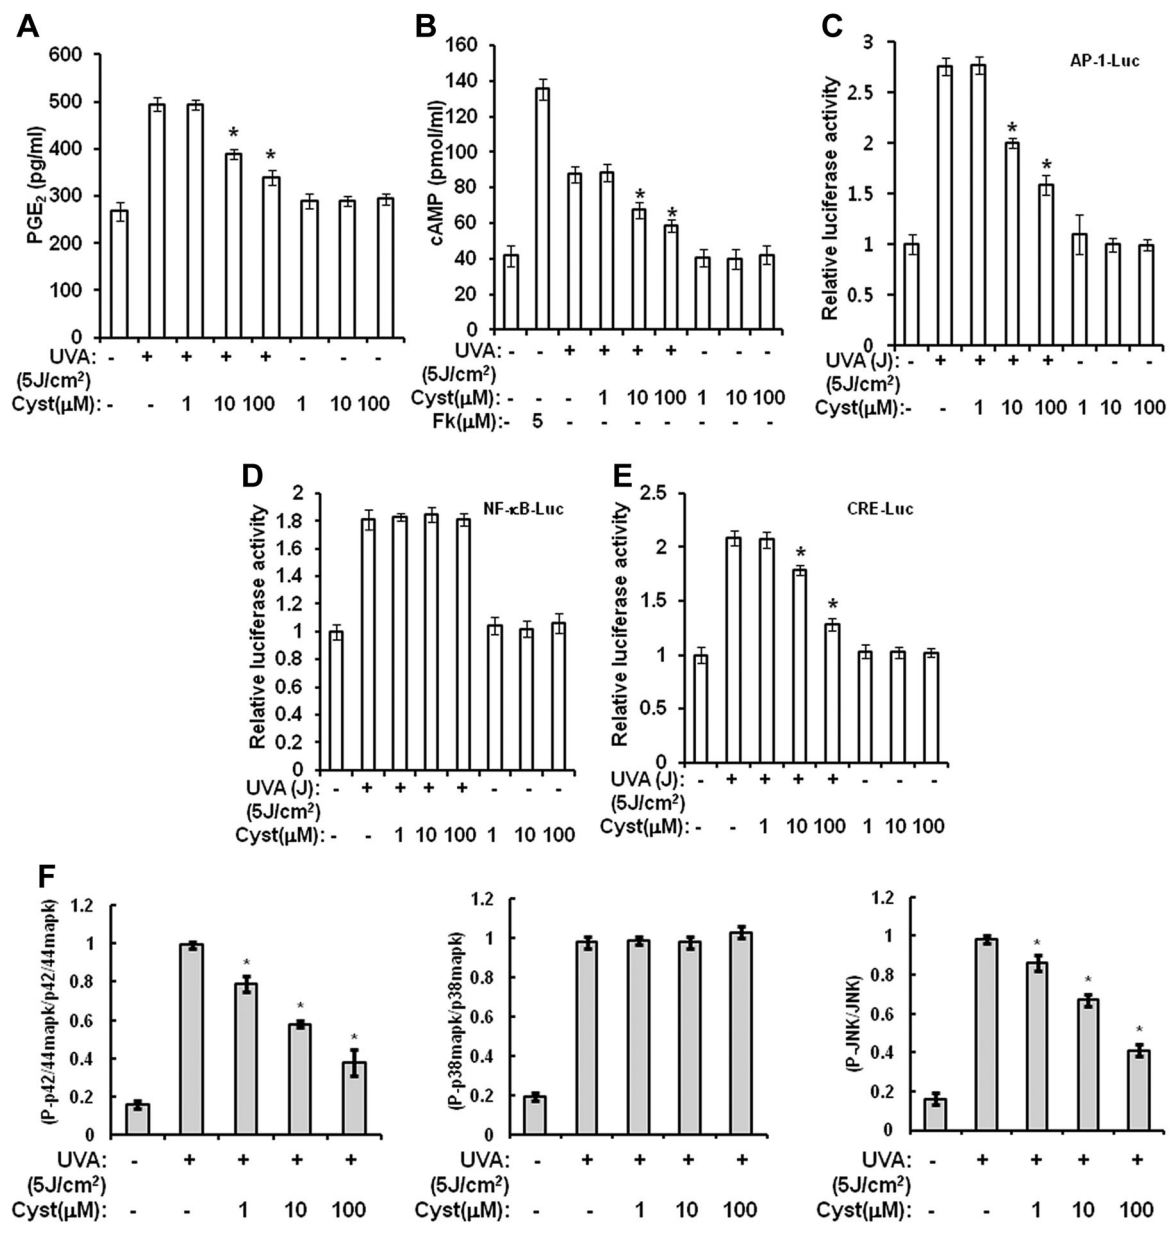 A
600
500
400
300
200
100
0
PGE2 (pg/ml)
* *
UVA: - + + + + - - -
(5J/cm2)
Cyst(μM): - - 1 10 100 1 10 100
B
160
140
120
100
80
60
40
20
0
cAMP (pmol/ml)
* *
UVA: - - + + + + - - -
(5J/cm2)
Cyst(μM): - - - 1 10 100 1 10 100
Fk(μM): - 5 - - - - - - -
C
3
2.5
2
1.5
1
0.5
0
Relative luciferase activity
AP-1-Luc
* *
UVA (J): - + + + + - - -
(5J/cm2)
Cyst(μM): - - 1 10 100 1 10 100
D
2
1.8
1.6
1.4
1.2
1
0.8
0.6
0.4
0.2
0
Relative luciferase activity
NF-κB-Luc
UVA (J): - + + + + - - -
(5J/cm2)
Cyst(μM): - - 1 10 100 1 10 100
E
2.5
2
1.5
1
0.5
0
Relative luciferase activity
CRE-Luc
* *
UVA (J): - + + + + - - -
(5J/cm2)
Cyst(μM): - - 1 10 100 1 10 100
F
1.2
1
0.8
0.6
0.4
0.2
0
(P-p42/44mapk/p42/44mapk)
* * *
UVA: - + + + +
(5J/cm2)
Cyst(μM): - - 1 10 100
1.2
1
0.8
0.6
0.4
0.2
0
(P-p38mapk/p38mapk)
UVA: - + + + +
(5J/cm2)
Cyst(μM): - - 1 10 100
1.2
1
0.8
0.6
0.4
0.2
0
(P-JNK/JNK)
* * *
UVA: - + + + +
(5J/cm2)
Cyst(μM): - - 1 10 100